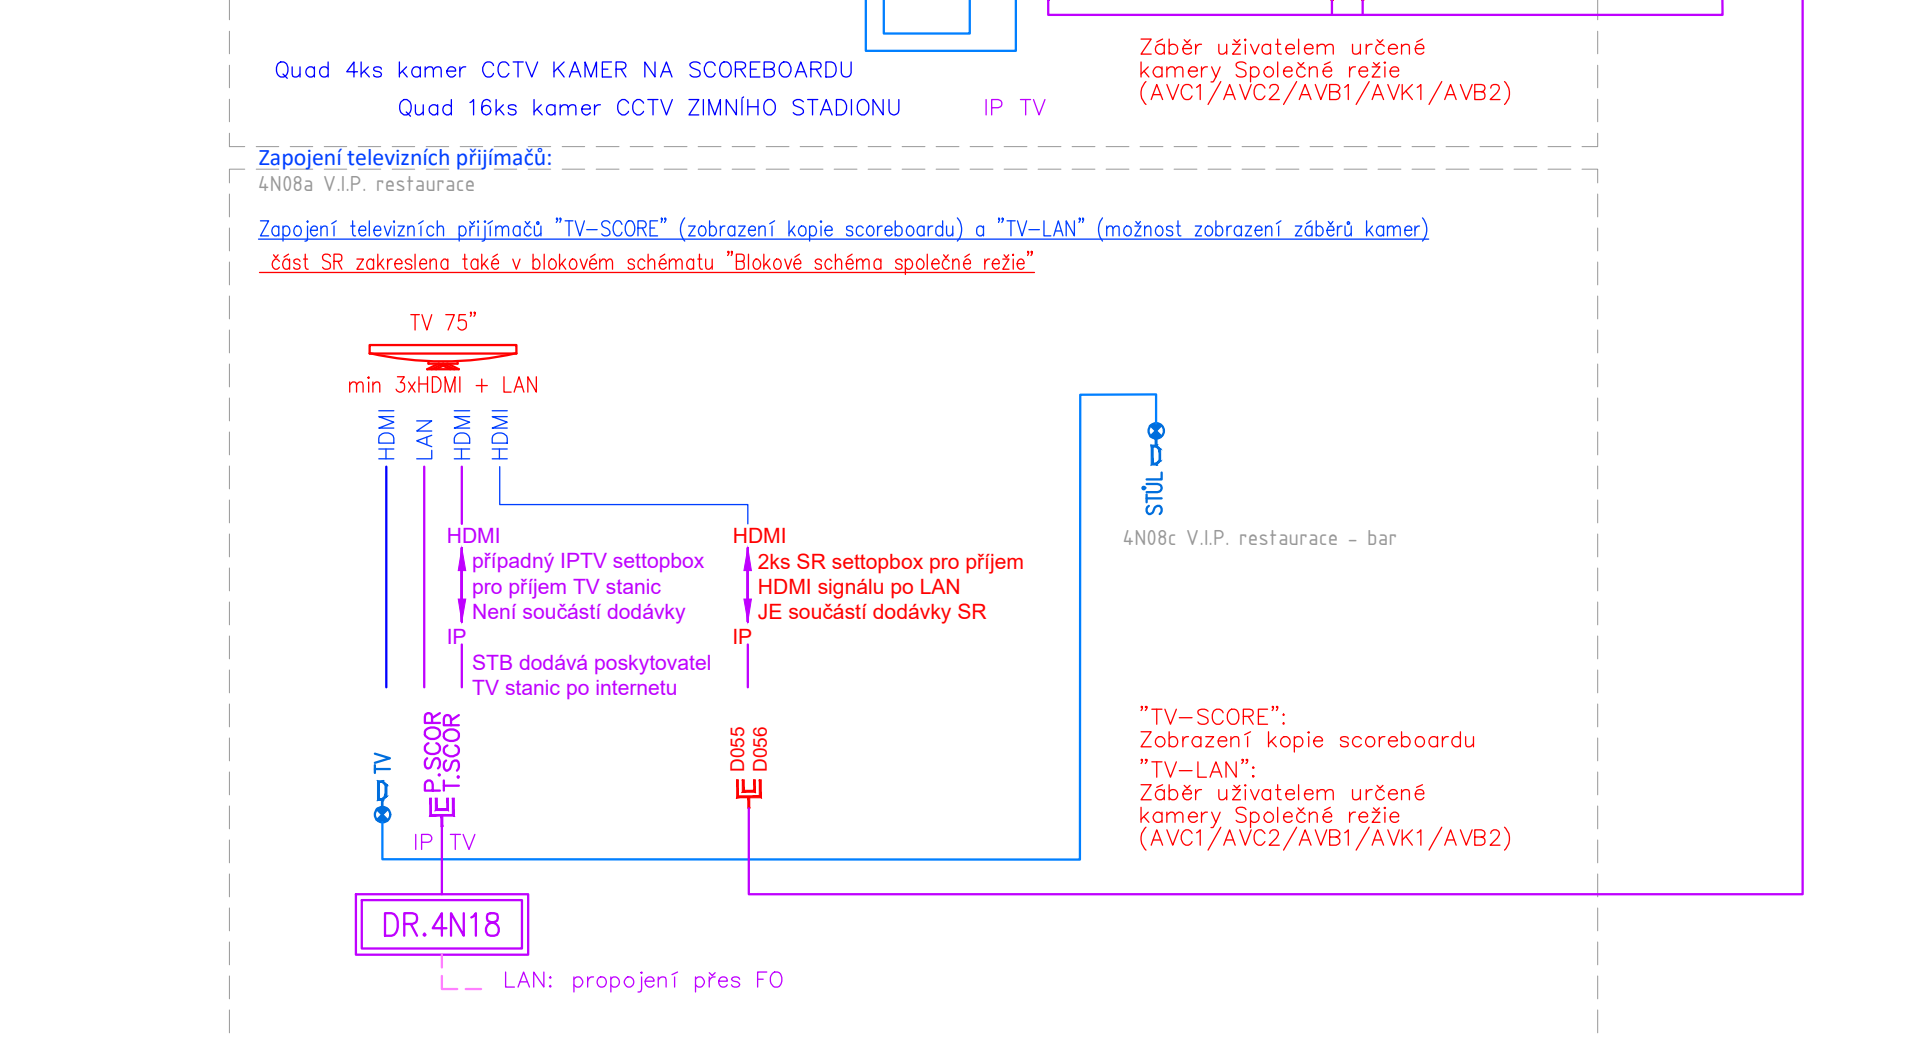 Záběr uživatelem určené
kamery Společné režie
(AVC1/AVC2/AVB1/AVK1/AVB2)
Quad 4ks kamer CCTV KAMER NA SCOREBOARDU
Quad 16ks kamer CCTV ZIMNÍHO STADIONU
IP TV
Zapojení televizních přijímačů:
4N08a V.I.P. restaurace
Zapojení televizních přijímačů "TV-SCORE" (zobrazení kopie scoreboardu) a "TV-LAN" (možnost zobrazení záběrů kamer)
část SR zakreslena také v blokovém schématu "Blokové schéma společné režie"
TV 75"
min 3xHDMI + LAN
HDMI
LAN
HDMI
HDMI
STŮL
4N08c V.I.P. restaurace - bar
HDMI
případný IPTV settopbox
pro příjem TV stanic
Není součástí dodávky
IP
STB dodává poskytovatel
TV stanic po internetu
HDMI
2ks SR settopbox pro příjem
HDMI signálu po LAN
JE součástí dodávky SR
IP
TV
P.SCOR
T.SCOR
D055
D056
"TV-SCORE":
Zobrazení kopie scoreboardu
"TV-LAN":
Záběr uživatelem určené
kamery Společné režie
(AVC1/AVC2/AVB1/AVK1/AVB2)
IP TV
DR.4N18
LAN: propojení přes FO